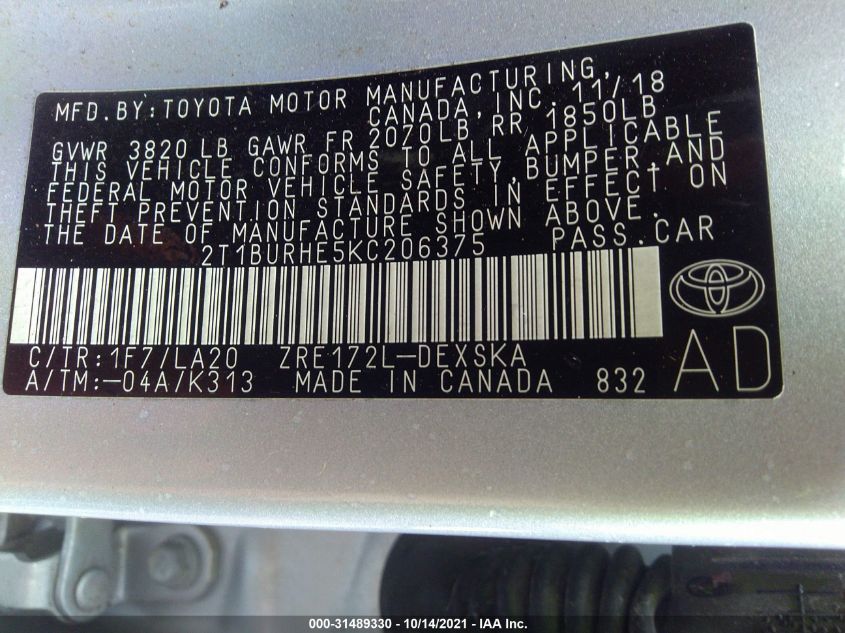 MFD. BY: TOYOTA MOTOR MANUFACTURING,
CANADA, INC. 11/18
GVWR 3820 LB GAWR FR 2070LB RR 1850LB
THIS VEHICLE CONFORMS TO ALL APPLICABLE
FEDERAL MOTOR VEHICLE SAFETY, BUMPER, AND
THEFT PREVENTION STANDARDS IN EFFECT ON
THE DATE OF MANUFACTURE SHOWN ABOVE.
2T1BURHE5KC206375 PASS. CAR
C/TR: 1F7/LA20 ZRE172L-DEXSKA
A/TM:-04A/K313 MADE IN CANADA 832
AD
000-31489330 - 10/14/2021 - IAA Inc.